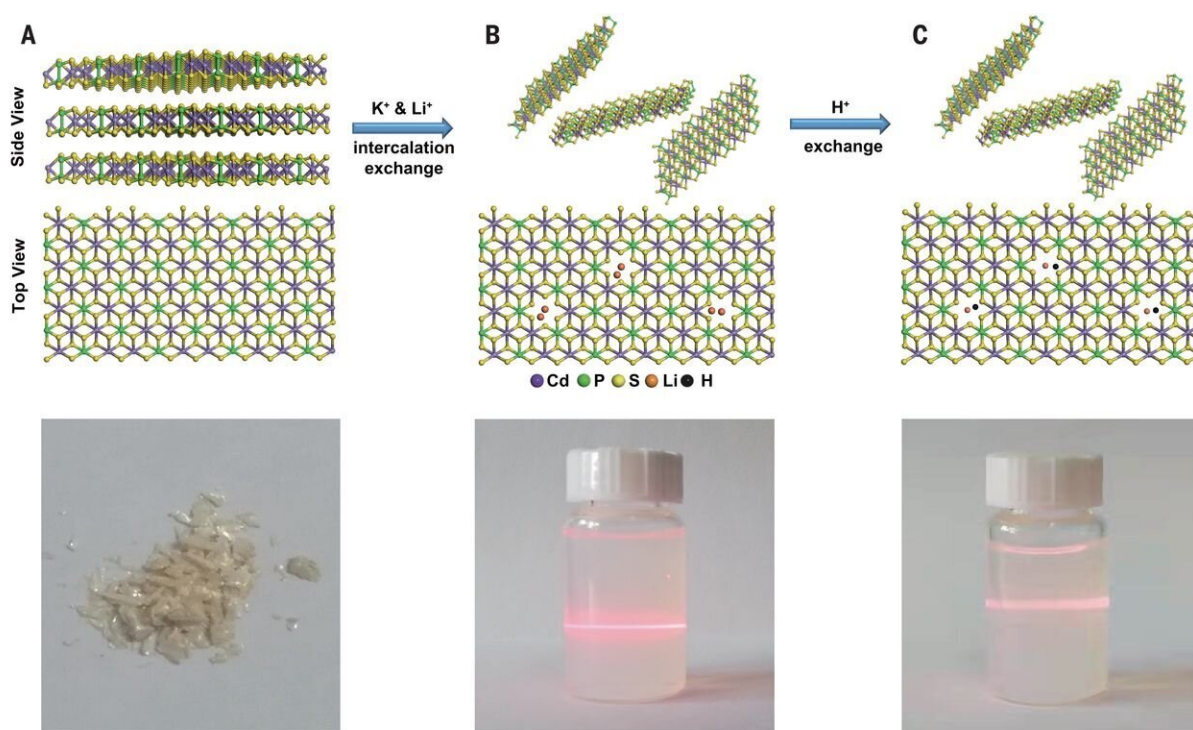 A
B
C
Side View
K⁺ & Li⁺
intercalation
exchange
H⁺
exchange
Top View
Cd P S Li H